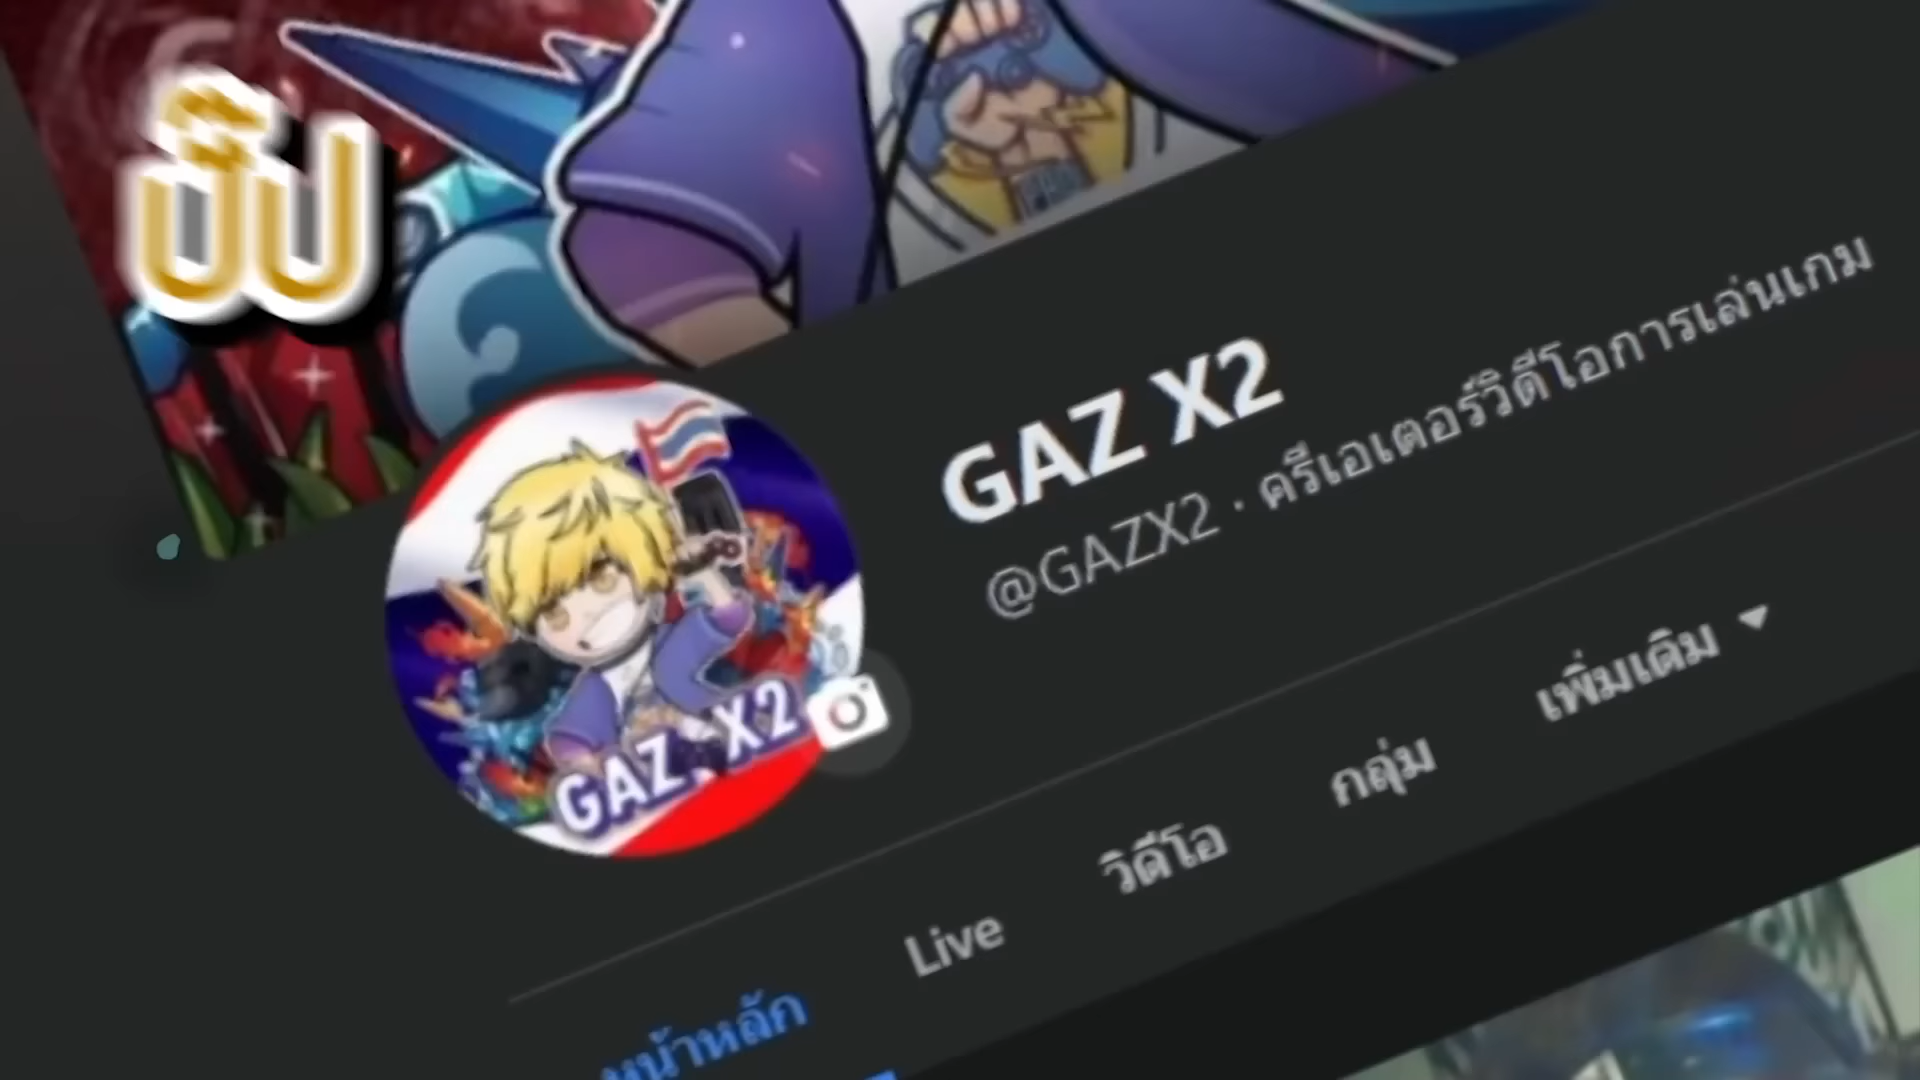 ปั๊ป
GAZ X2
@GAZX2 · ครีเอเตอร์วิดีโอการเล่นเกม
GAZ X2
หน้าหลัก Live วิดีโอ กลุ่ม เพิ่มเติม